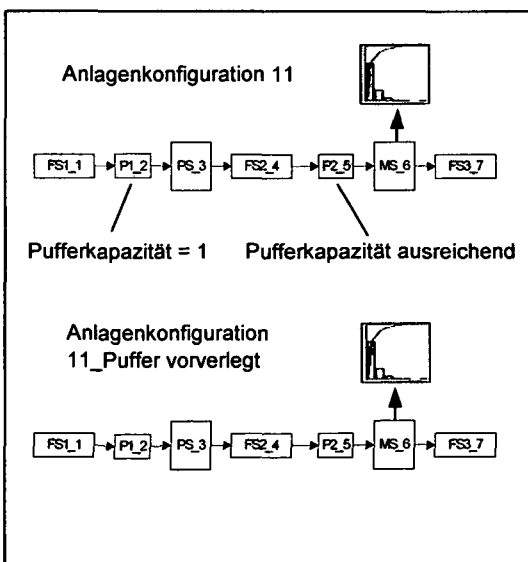 Anlagenkonfiguration 11
FS1_1 P1_2 PS_3 FS2_4 P2_5 MS_6 FS3_7
Pufferkapazität = 1 Pufferkapazität ausreichend
Anlagenkonfiguration
11_Puffer vorverlegt
FS1_1 P1_2 PS_3 FS2_4 P2_5 MS_6 FS3_7